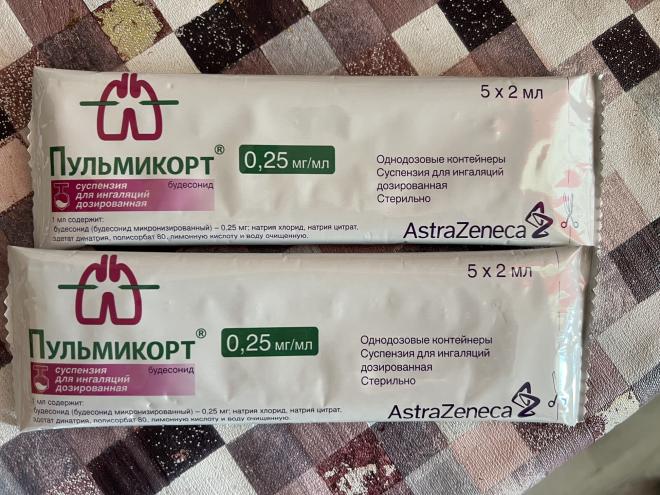 5 x 2 мл
Пульмикорт®
0,25 мг/мл
суспензия
для ингаляций
дозированная
будесонид
Однодозовые контейнеры
Суспензия для ингаляций
дозированная
Стерильно
1 мл содержит:
будесонид (будесонид микронизированный) – 0,25 мг; натрия хлорид, натрия цитрат,
эдетат динатрия, полисорбат 80, лимонную кислоту и воду очищенную.
AstraZeneca
5 x 2 мл
Пульмикорт®
0,25 мг/мл
суспензия
для ингаляций
дозированная
будесонид
Однодозовые контейнеры
Суспензия для ингаляций
дозированная
Стерильно
1 мл содержит:
будесонид (будесонид микронизированный) – 0,25 мг; натрия хлорид, натрия цитрат,
эдетат динатрия, полисорбат 80, лимонную кислоту и воду очищенную.
AstraZeneca